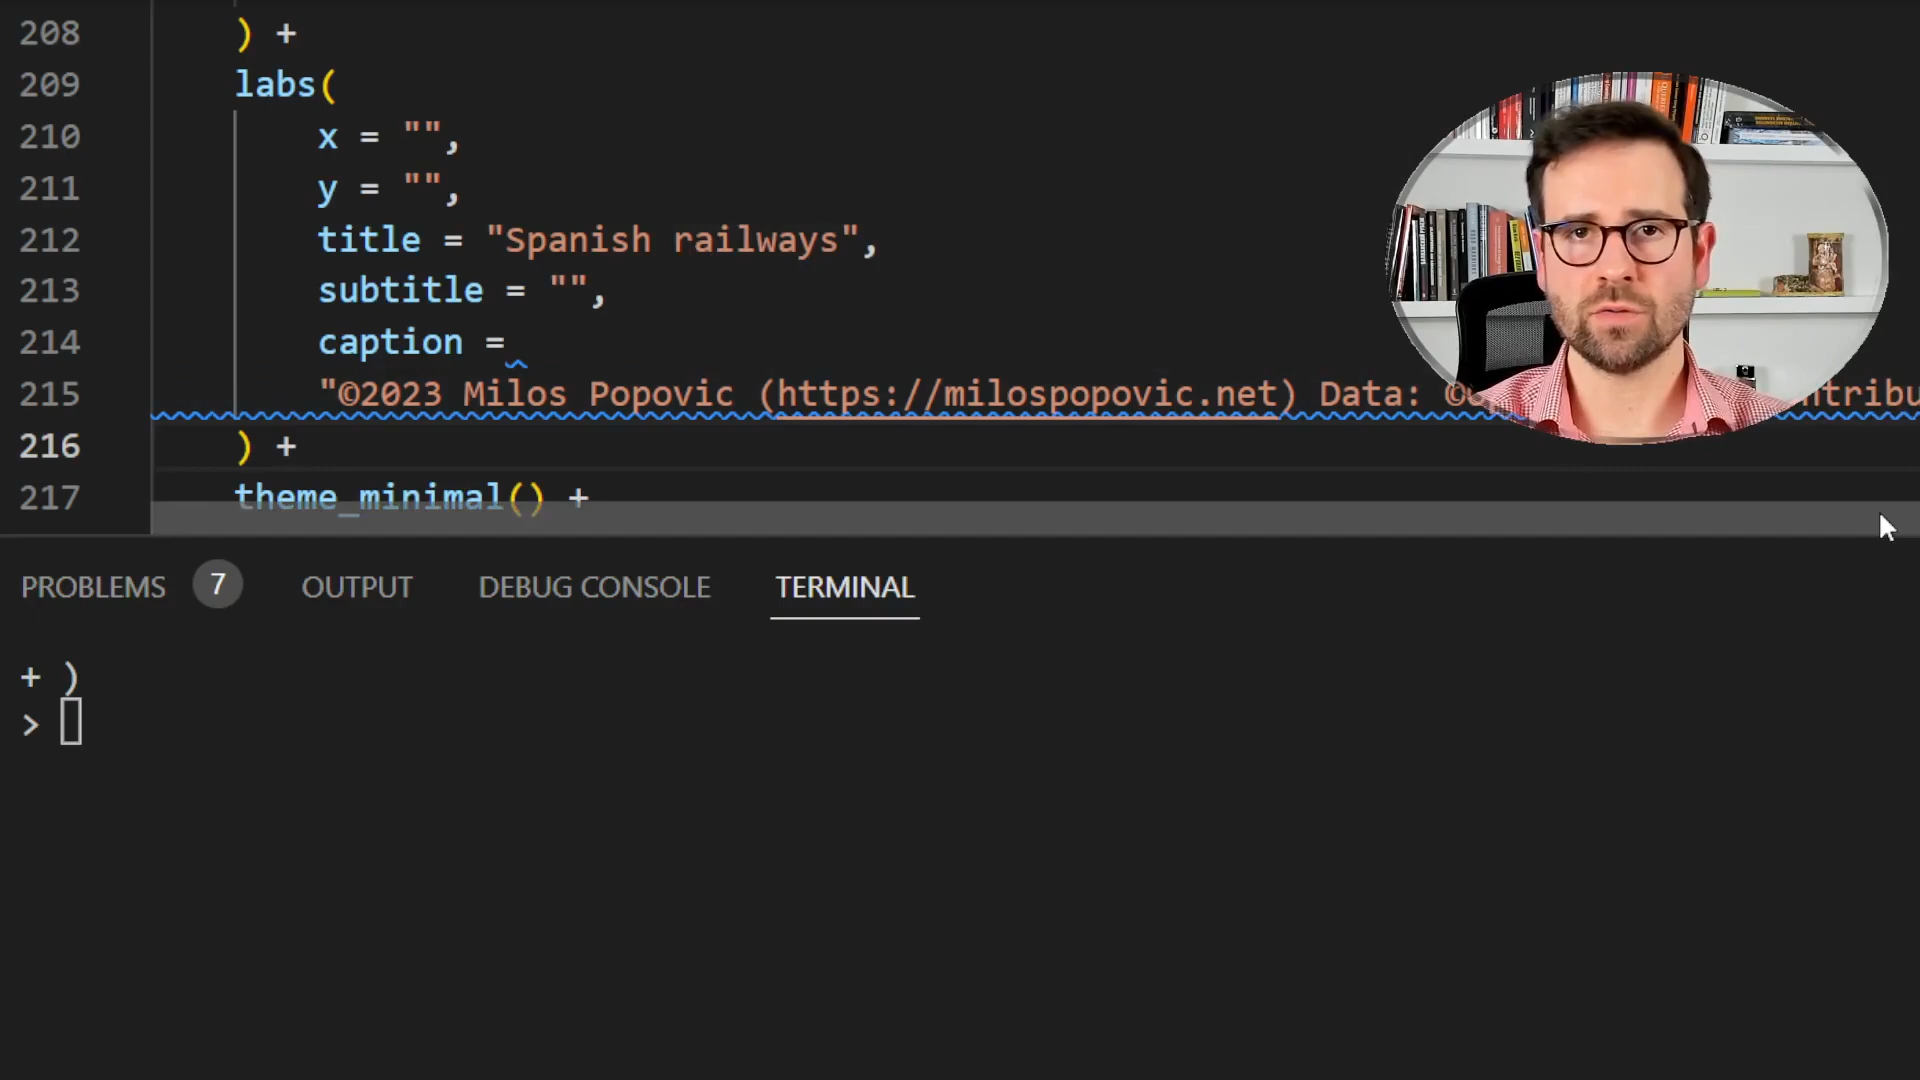 208 ) +
209 labs(
210 x = "",
211 y = "",
212 title = "Spanish railways",
213 subtitle = "",
214 caption =
215 "©2023 Milos Popovic (https://milospopovic.net) Data: ©
216 ) +
217 theme_minimal() +
PROBLEMS 7 OUTPUT DEBUG CONSOLE TERMINAL
+ )
>